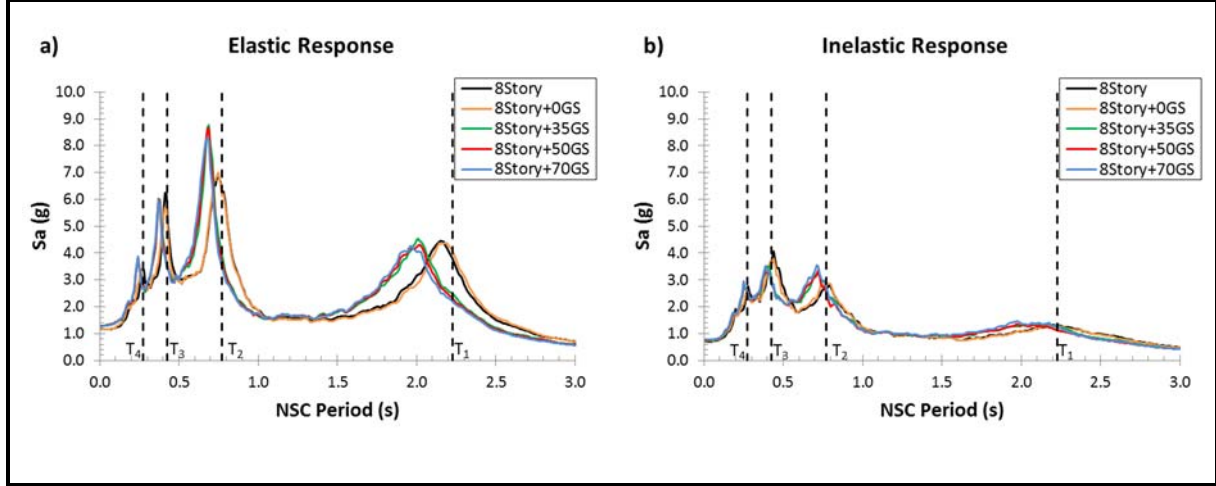 a) Elastic Response
8Story
8Story+0GS
8Story+35GS
8Story+50GS
8Story+70GS
10.0
9.0
8.0
7.0
6.0
5.0
4.0
3.0
2.0
1.0
0.0
Sa (g)
T4 T3 T2 T1
0.0 0.5 1.0 1.5 2.0 2.5 3.0
NSC Period (s)
b) Inelastic Response
8Story
8Story+0GS
8Story+35GS
8Story+50GS
8Story+70GS
10.0
9.0
8.0
7.0
6.0
5.0
4.0
3.0
2.0
1.0
0.0
Sa (g)
T4 T3 T2 T1
0.0 0.5 1.0 1.5 2.0 2.5 3.0
NSC Period (s)